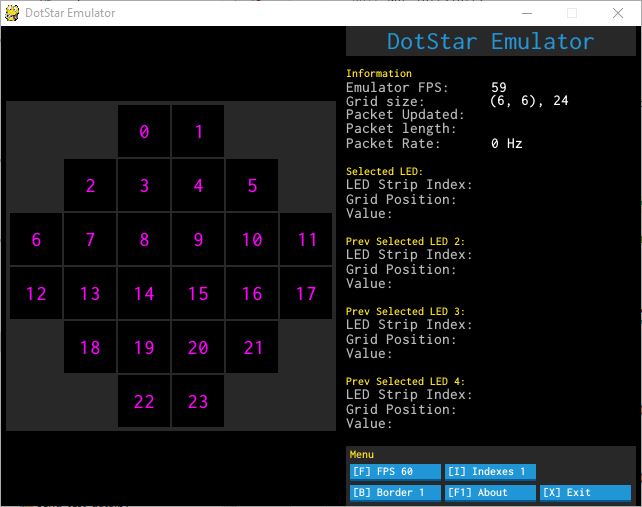 DotStar Emulator
DotStar Emulator
0 1
2 3 4 5
6 7 8 9 10 11
12 13 14 15 16 17
18 19 20 21
22 23
Information
Emulator FPS: 59
Grid size: (6, 6), 24
Packet Updated:
Packet length:
Packet Rate: 0 Hz
Selected LED:
LED Strip Index:
Grid Position:
Value:
Prev Selected LED 2:
LED Strip Index:
Grid Position:
Value:
Prev Selected LED 3:
LED Strip Index:
Grid Position:
Value:
Prev Selected LED 4:
LED Strip Index:
Grid Position:
Value:
Menu
[F] FPS 60 [I] Indexes 1
[B] Border 1 [F1] About [X] Exit